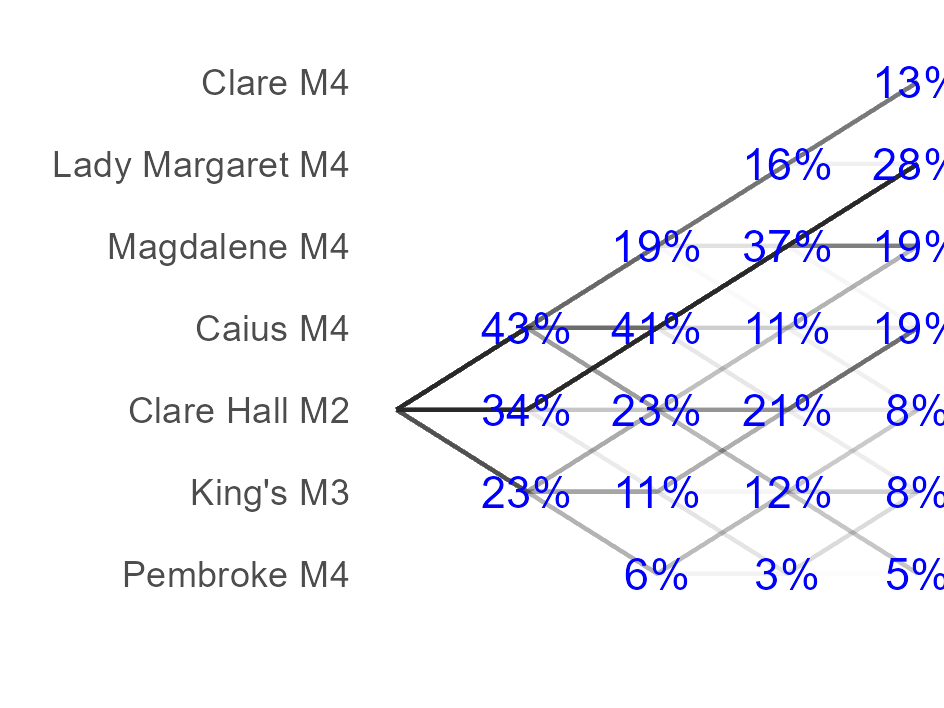 Clare M4 13%
Lady Margaret M4 16% 28%
Magdalene M4 19% 37% 19%
Caius M4 43% 41% 11% 19%
Clare Hall M2 34% 23% 21% 8%
King's M3 23% 11% 12% 8%
Pembroke M4 6% 3% 5%